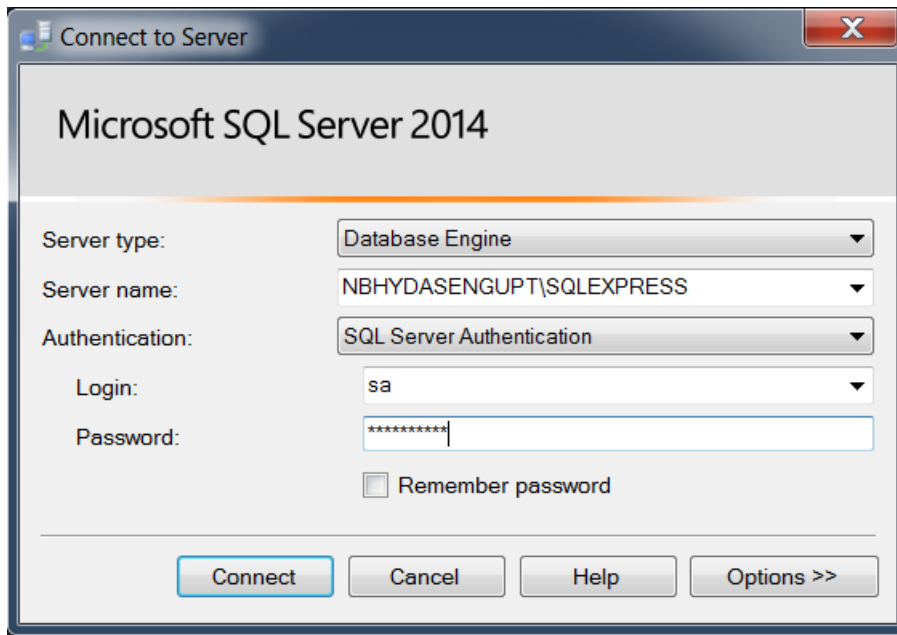 Connect to Server
X
Microsoft SQL Server 2014
Server type: Database Engine
Server name: NBHYDASENGUPT\SQLEXPRESS
Authentication: SQL Server Authentication
Login: sa
Password: **********
Remember password
Connect Cancel Help Options >>